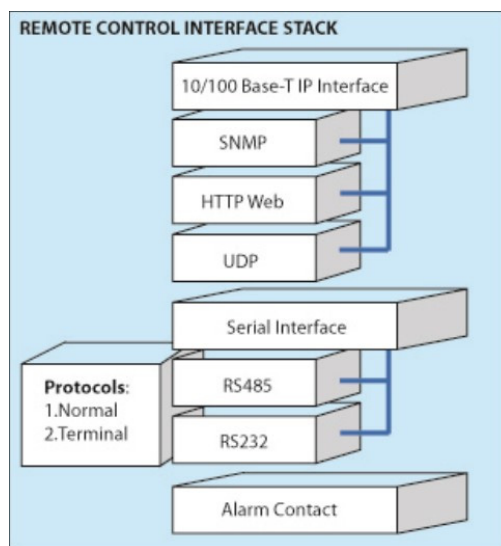 REMOTE CONTROL INTERFACE STACK
10/100 Base-T IP Interface
SNMP
HTTP Web
UDP
Serial Interface
Protocols:
1.Normal
2.Terminal
RS485
RS232
Alarm Contact